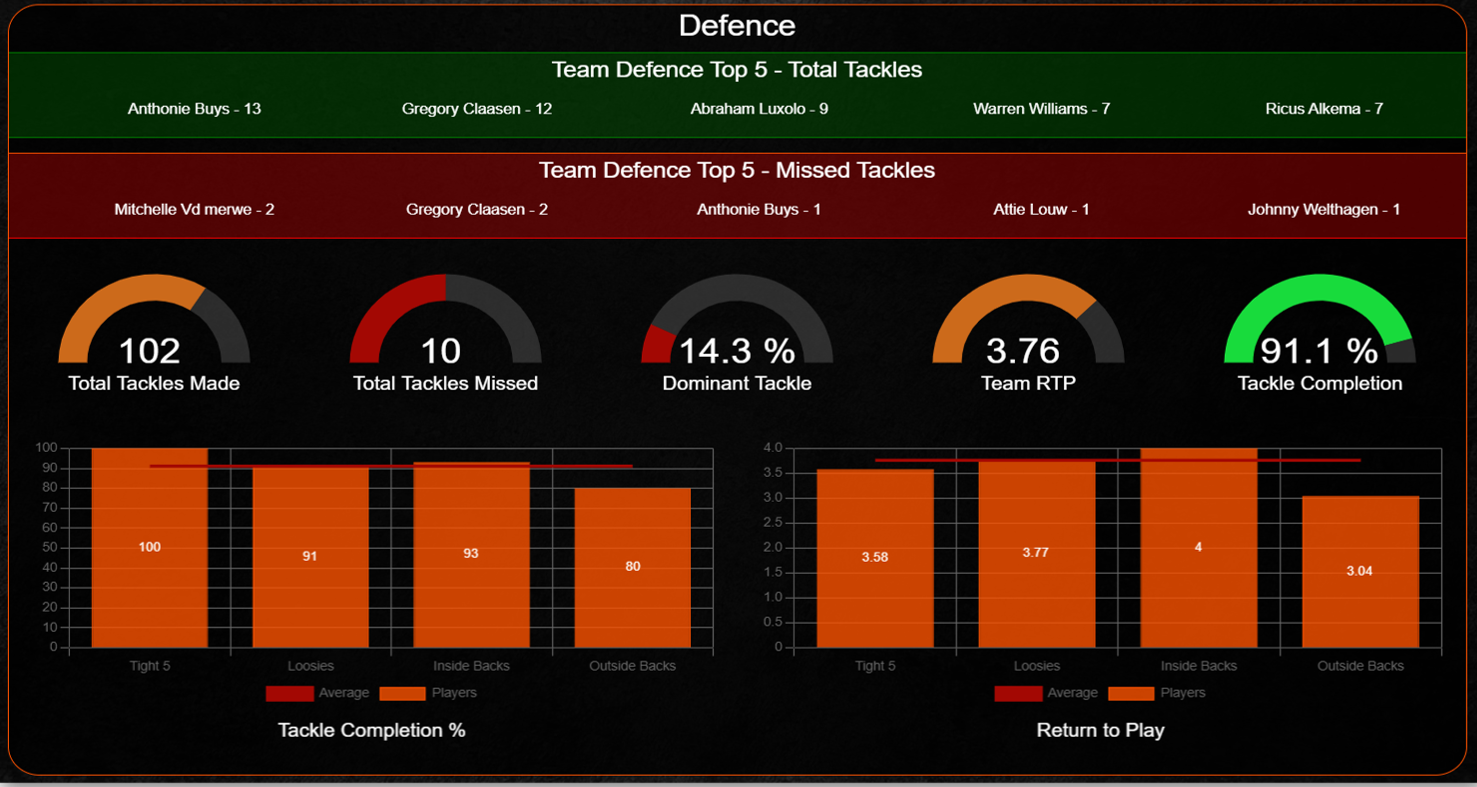 Defence
Team Defence Top 5 - Total Tackles
Anthonie Buys - 13 Gregory Claasen - 12 Abraham Luxolo - 9 Warren Williams - 7 Ricus Alkema - 7
Team Defence Top 5 - Missed Tackles
Mitchelle Vd merwe - 2 Gregory Claasen - 2 Anthonie Buys - 1 Attie Louw - 1 Johnny Welthagen - 1
102 10 14.3 % 3.76 91.1 %
Total Tackles Made Total Tackles Missed Dominant Tackle Team RTP Tackle Completion
100
90
80
70
60
50
40
30
20
10
0
100 91 93 80
Tight 5 Loosies Inside Backs Outside Backs
Average Players
Tackle Completion %
4.0
3.5
3.0
2.5
2.0
1.5
1.0
0.5
0
3.58 3.77 4 3.04
Tight 5 Loosies Inside Backs Outside Backs
Average Players
Return to Play